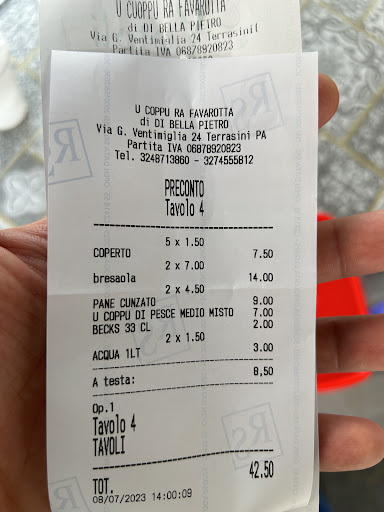 U CUOPPU RA FAVAROTTA
di DI BELLA PIETRO
Via G. Ventimiglia 24 Terrasini
Partita IVA 06878920823
U COPPU RA FAVAROTTA
di DI BELLA PIETRO
Via G. Ventimiglia 24 Terrasini PA
Partita IVA 06878920823
Tel. 3248713860 - 3274555812
PRECONTO
Tavolo 4
5 x 1.50
COPERTO 7.50
2 x 7.00
bresaola 14.00
2 x 4.50
PANE CUNZATO 9.00
U COPPU DI PESCE MEDIO MISTO 7.00
BECKS 33 CL 2.00
2 x 1.50
ACQUA 1LT 3.00
A testa: 8,50
Op.1
Tavolo 4
TAVOLI
TOT. 42.50
08/07/2023 14:00:09
RS
RS
RS